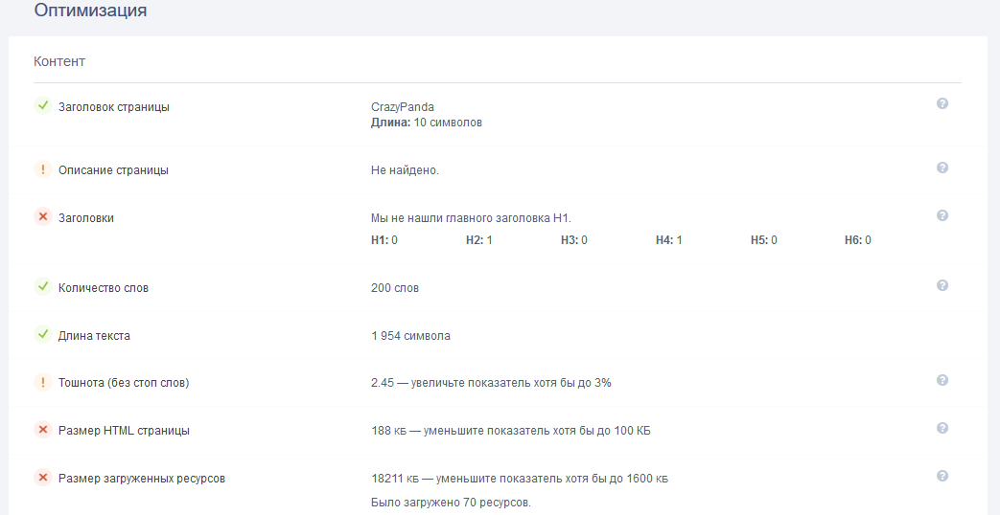 Оптимизация
Контент
Заголовок страницы CrazyPanda
Длина: 10 символов
Описание страницы Не найдено.
Заголовки Мы не нашли главного заголовка H1.
H1: 0 H2: 1 H3: 0 H4: 1 H5: 0 H6: 0
Количество слов 200 слов
Длина текста 1 954 символа
Тошнота (без стоп слов) 2.45 — увеличьте показатель хотя бы до 3%
Размер HTML страницы 188 КБ — уменьшите показатель хотя бы до 100 КБ
Размер загруженных ресурсов 18211 КБ — уменьшите показатель хотя бы до 1600 КБ
Было загружено 70 ресурсов.